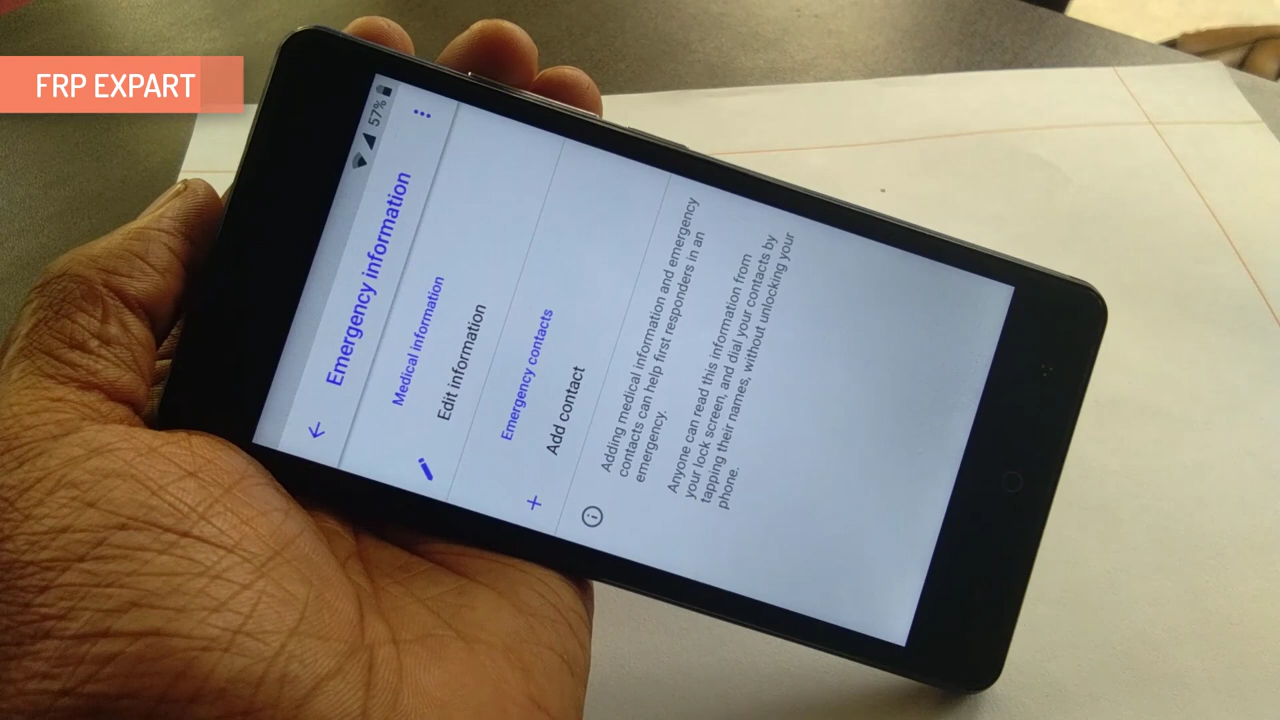 FRP EXPART
57%
Emergency information
Medical information
Edit information
Emergency contacts
Add contact
Adding medical information and emergency
contacts can help first responders in an
emergency.
Anyone can read this information from
your lock screen, and dial your contacts by
tapping their names, without unlocking your
phone.